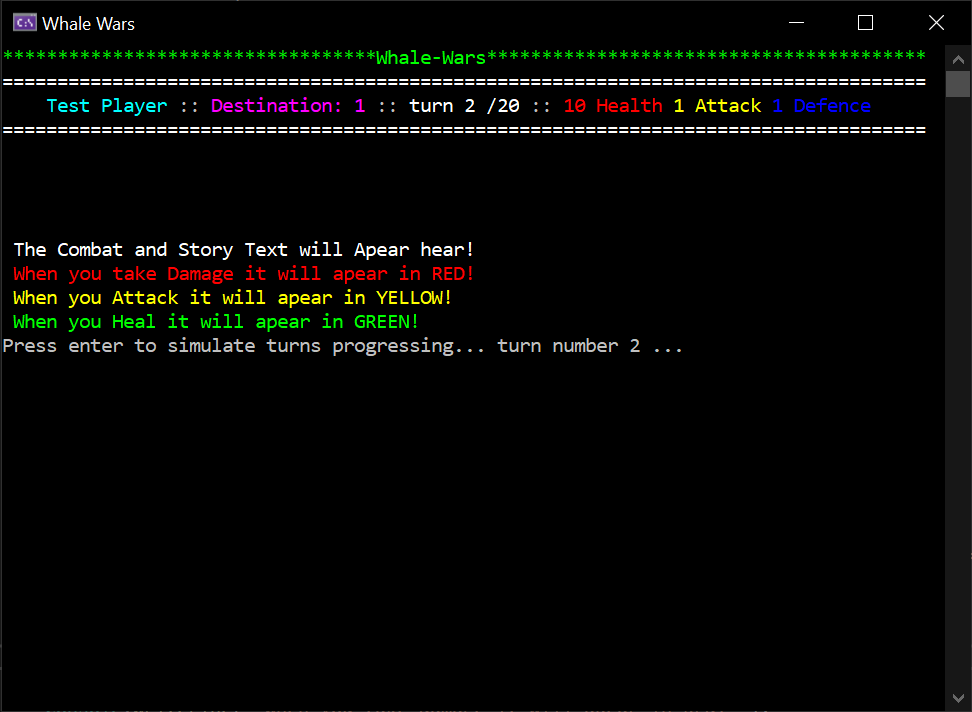 Whale Wars
**********************************Whale-Wars****************************************
====================================================================================
Test Player :: Destination: 1 :: turn 2 /20 :: 10 Health 1 Attack 1 Defence
====================================================================================
The Combat and Story Text will Apear hear!
When you take Damage it will apear in RED!
When you Attack it will apear in YELLOW!
When you Heal it will apear in GREEN!
Press enter to simulate turns progressing... turn number 2 ...